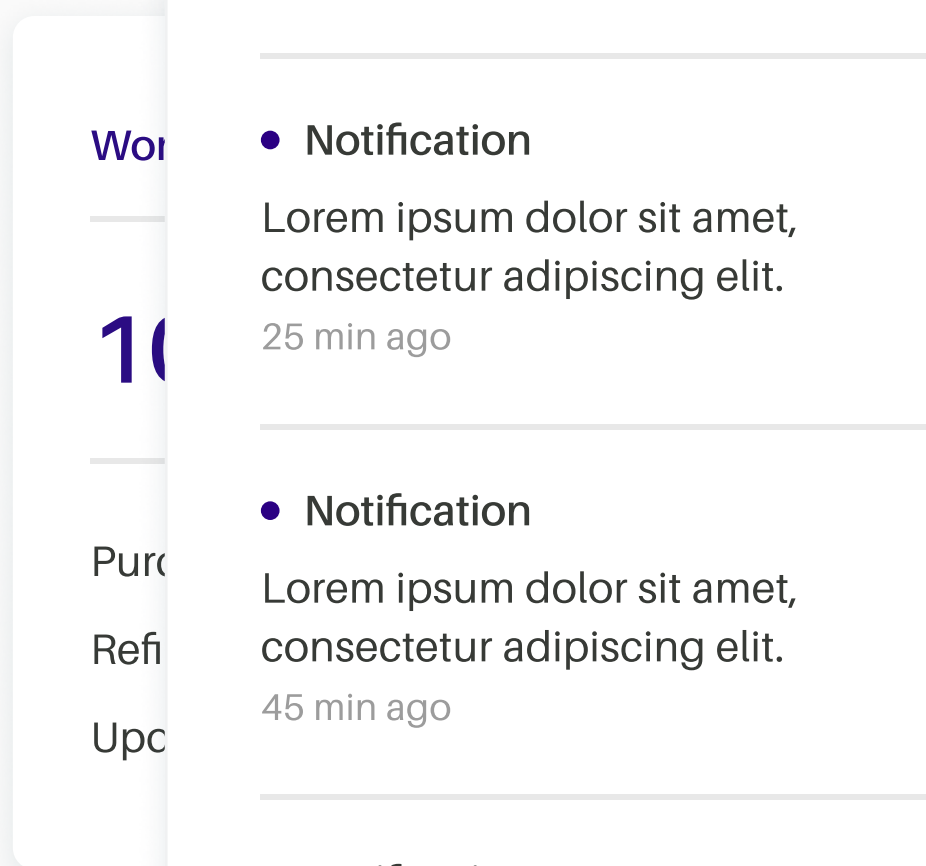 Notification
Lorem ipsum dolor sit amet,
consectetur adipiscing elit.
25 min ago
Notification
Lorem ipsum dolor sit amet,
consectetur adipiscing elit.
45 min ago